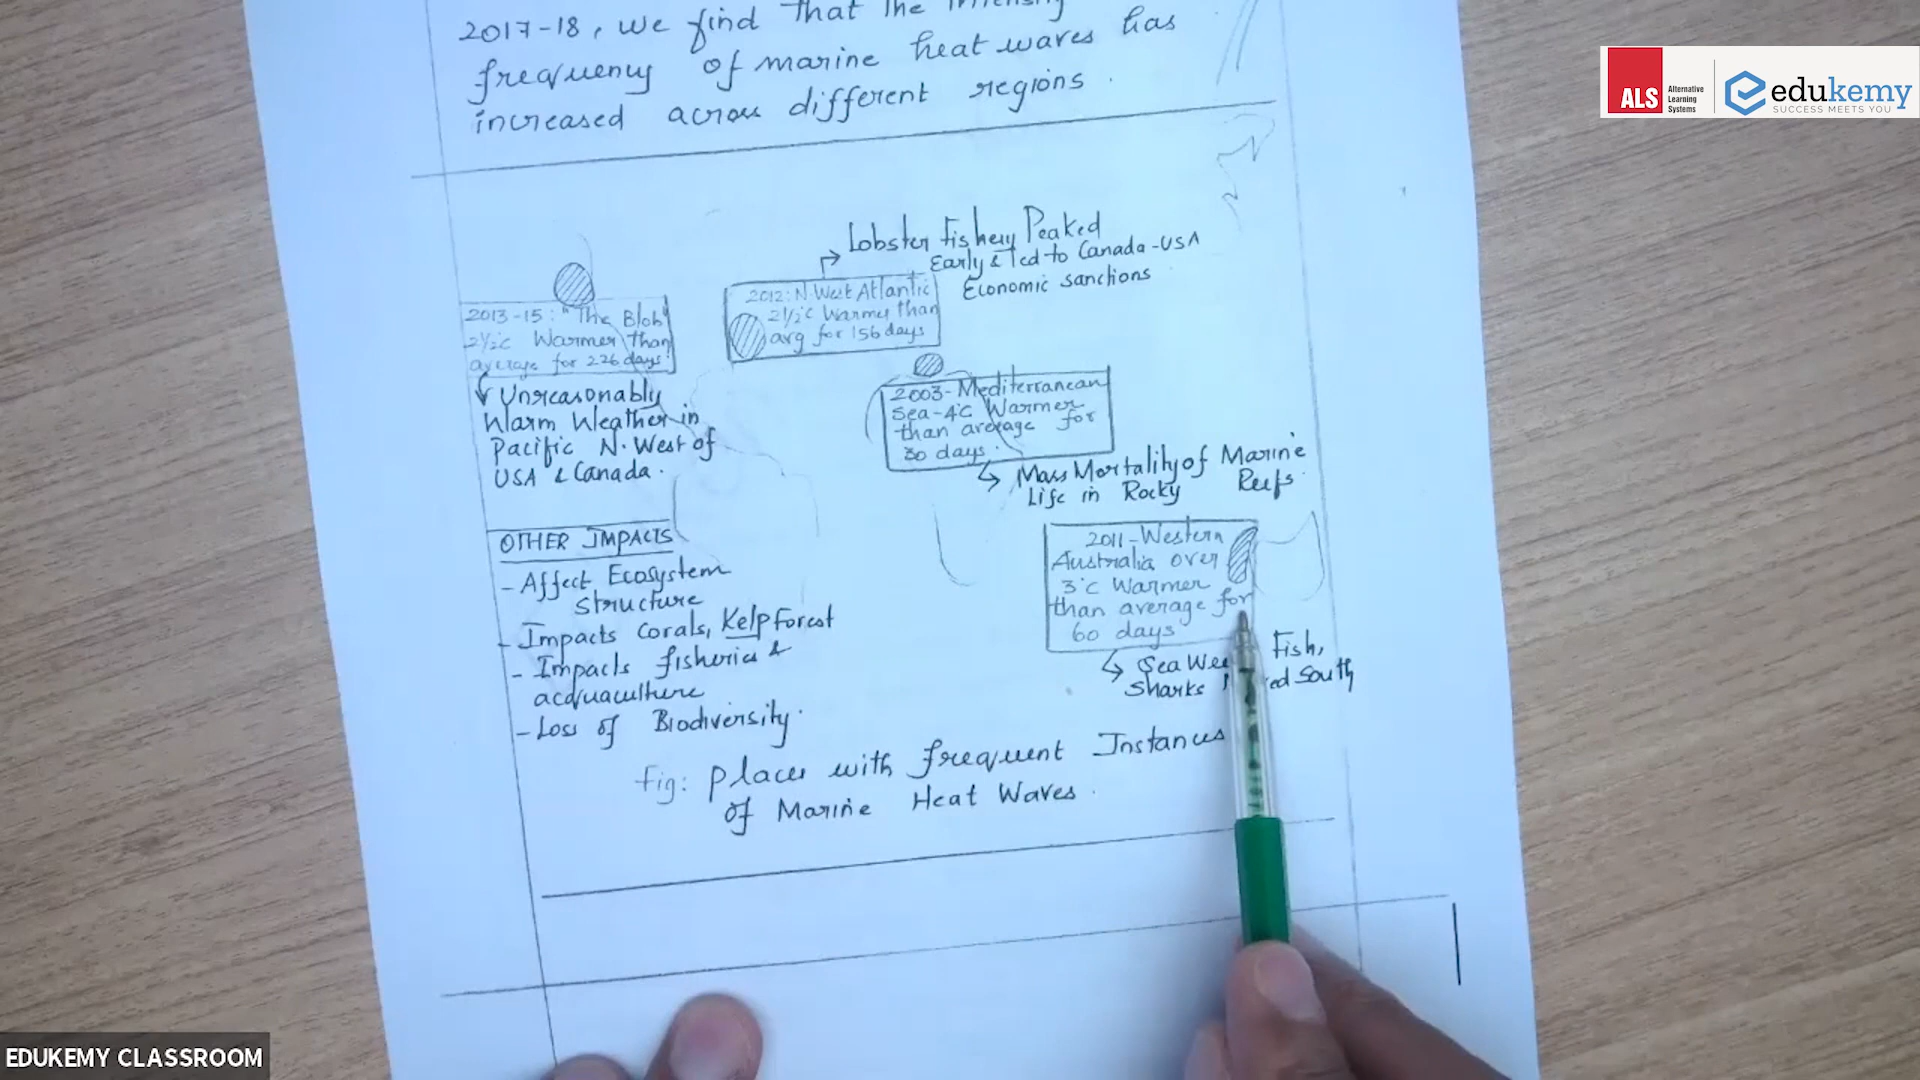 2017-18, we find that the
frequency of marine heat waves has
increased across different regions.
ALS
Alternative
Learning
Systems
edukemy
SUCCESS MEETS YOU
Lobster Fishery Peaked
Early & led to Canada-USA
Economic sanctions
2012: N-West Atlantic
2½°C Warmer than
avg for 156 days
2013-15: "The Blob"
2½°C Warmer than
average for 226 days
Unreasonably
Warm Weather in
Pacific N. West of
USA & Canada.
2003- Mediterranean
Sea-4°C Warmer
than average for
30 days.
Mass Mortality of Marine
Life in Rocky Reefs.
OTHER IMPACTS
- Affect Ecosystem
Structure
- Impacts Corals, Kelp Forest
- Impacts fisheries &
acquaculture
- Loss of Biodiversity.
2011-Western
Australia over
3°C Warmer
than average for
60 days
Sea Fish,
Sharks South
Fig: Places with frequent Instances
of Marine Heat Waves.
EDUKEMY CLASSROOM